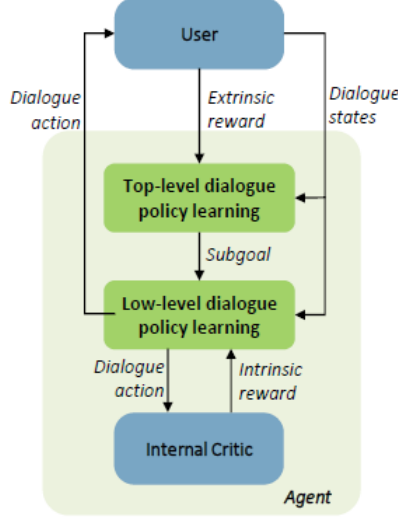 User
Dialogue
action
Extrinsic
reward
Dialogue
states
Top-level dialogue
policy learning
Subgoal
Low-level dialogue
policy learning
Dialogue
action
Intrinsic
reward
Internal Critic
Agent